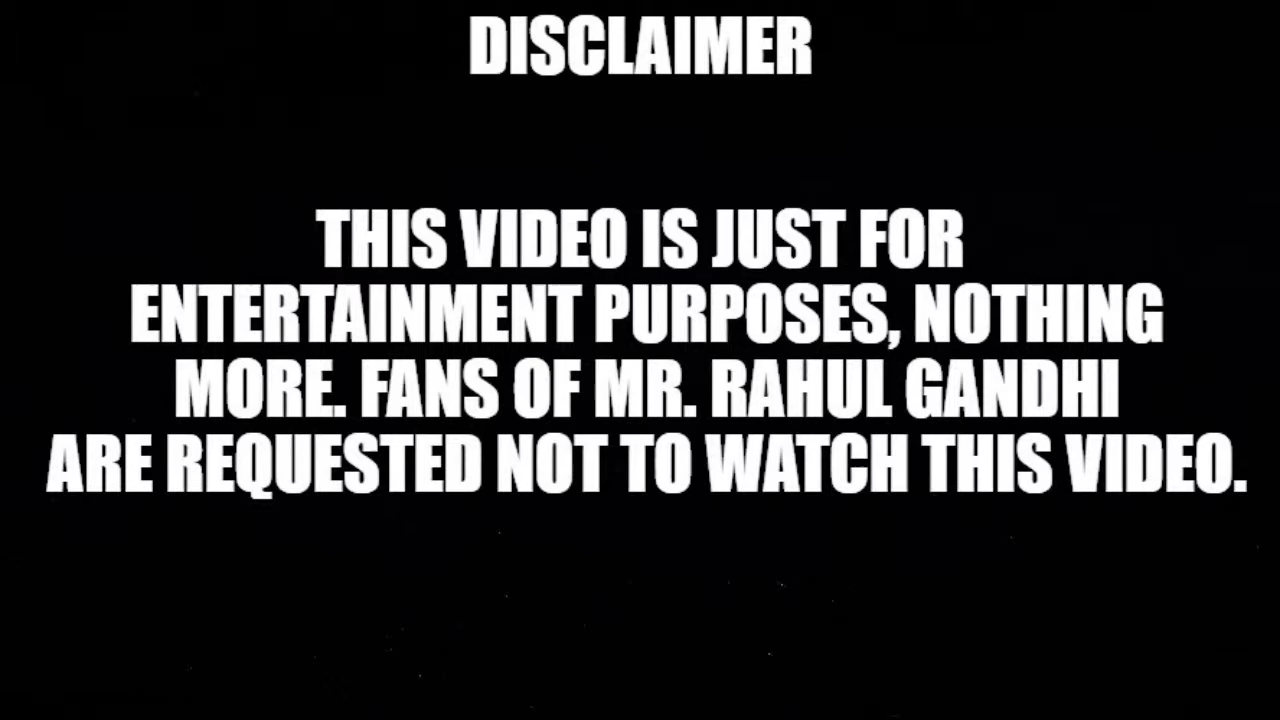 DISCLAIMER
THIS VIDEO IS JUST FOR
ENTERTAINMENT PURPOSES, NOTHING
MORE. FANS OF MR. RAHUL GANDHI
ARE REQUESTED NOT TO WATCH THIS VIDEO.